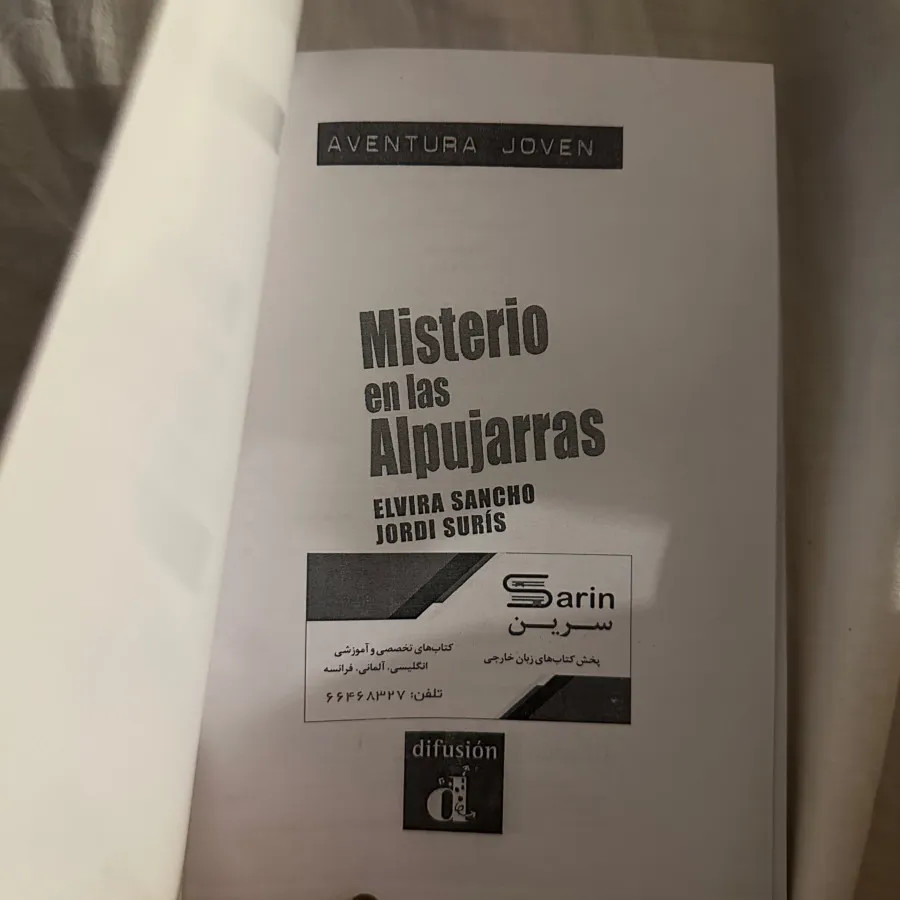 AVENTURA JOVEN
Misterio
en las
Alpujarras
ELVIRA SANCHO
JORDI SURÍS
Sarin
سرین
پخش کتاب‌های زبان خارجی
کتاب‌های تخصصی و آموزشی
انگلیسی، آلمانی، فرانسه
تلفن: ۶۶۴۶۸۳۲۷
difusión
d